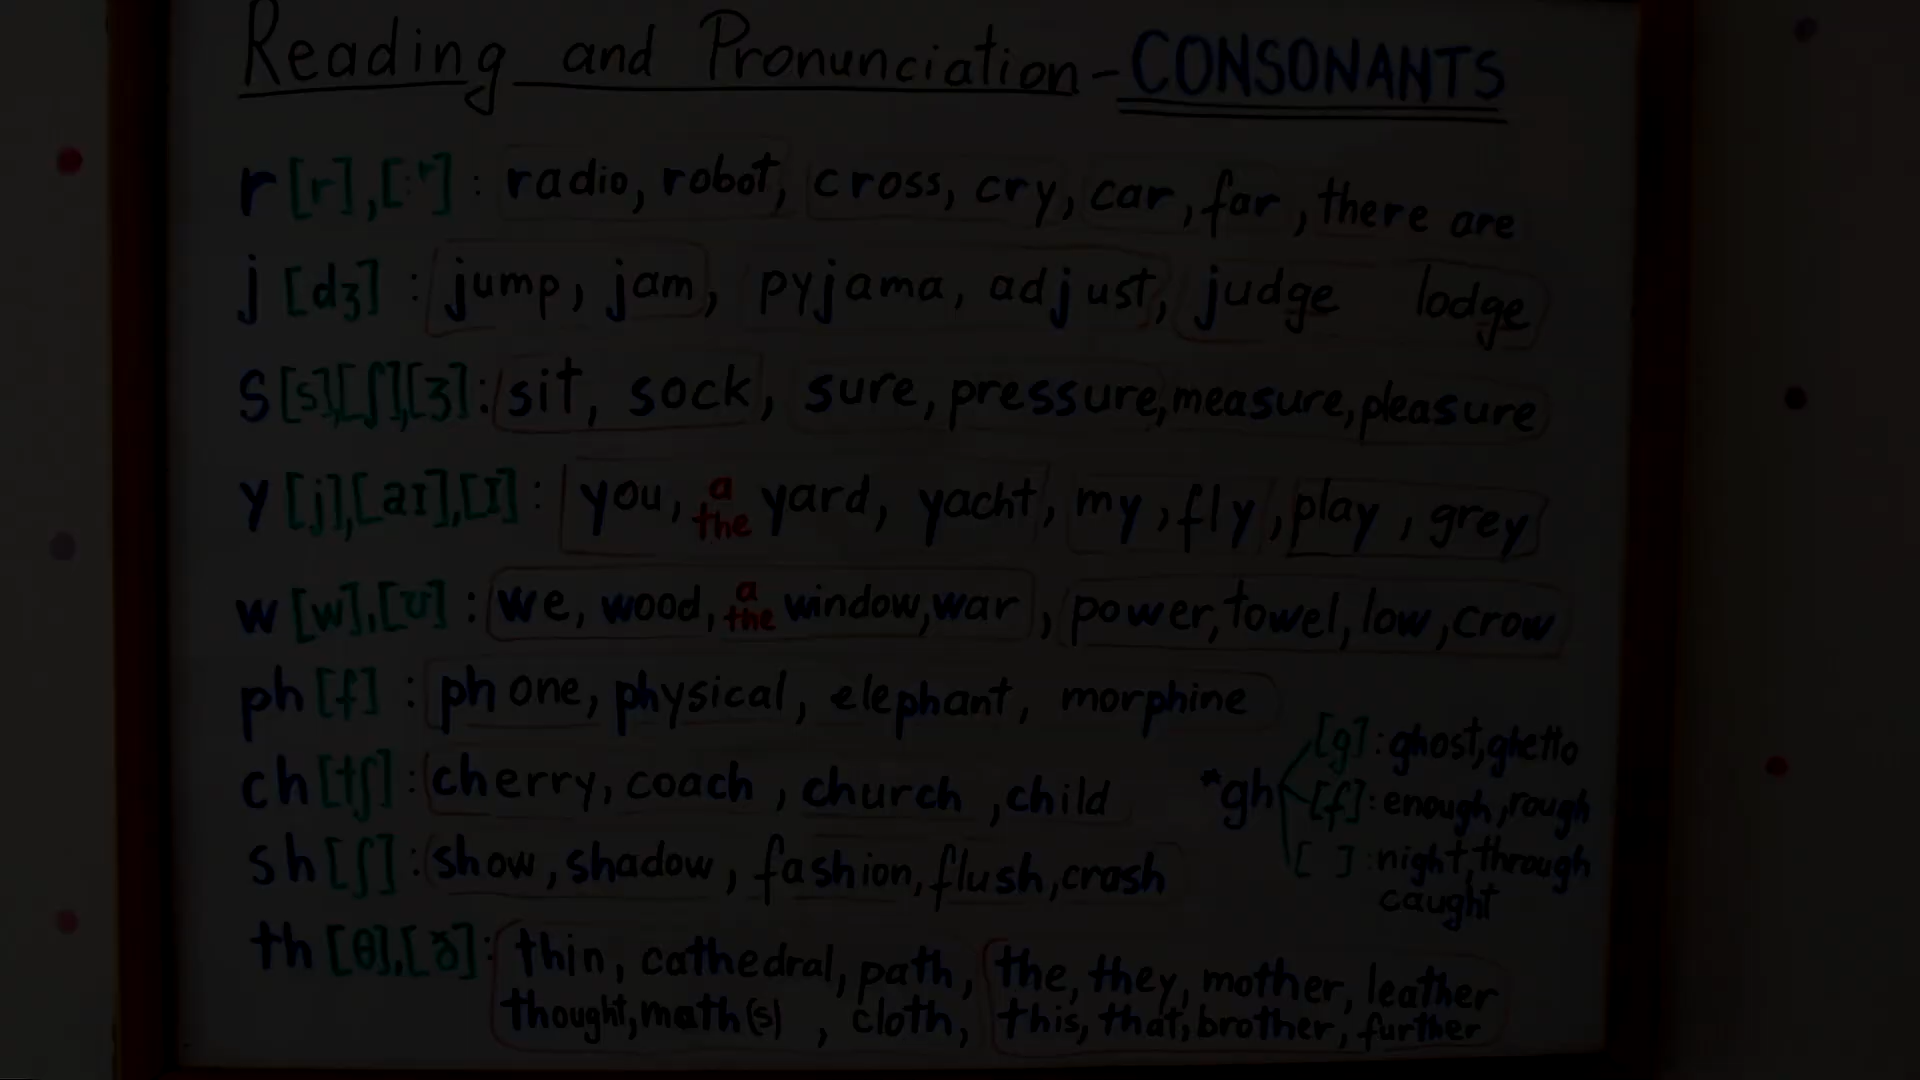 Reading and Pronunciation - CONSONANTS
r [r],[ʳ] : radio, robot, cross, cry, car, far, there are
j [dʒ] : jump, jam, pyjama, adjust, judge lodge
s [s],[ʃ],[ʒ] : sit, sock, sure, pressure, measure, pleasure
y [j],[aɪ],[ɪ] : you, a the yard, yacht, my, fly, play, grey
w [w],[ʊ] : we, wood, a the window, war, power, towel, low, crow
ph [f] : phone, physical, elephant, morphine
ch [tʃ] : cherry, coach, church, child
sh [ʃ] : show, shadow, fashion, flush, crash
*gh [g] : ghost, ghetto
[f] : enough, rough
[ ] : night, through
caught
th [θ],[ð] : thin, cathedral, path, the, they, mother, leather
thought, math(s), cloth, this, that, brother, further